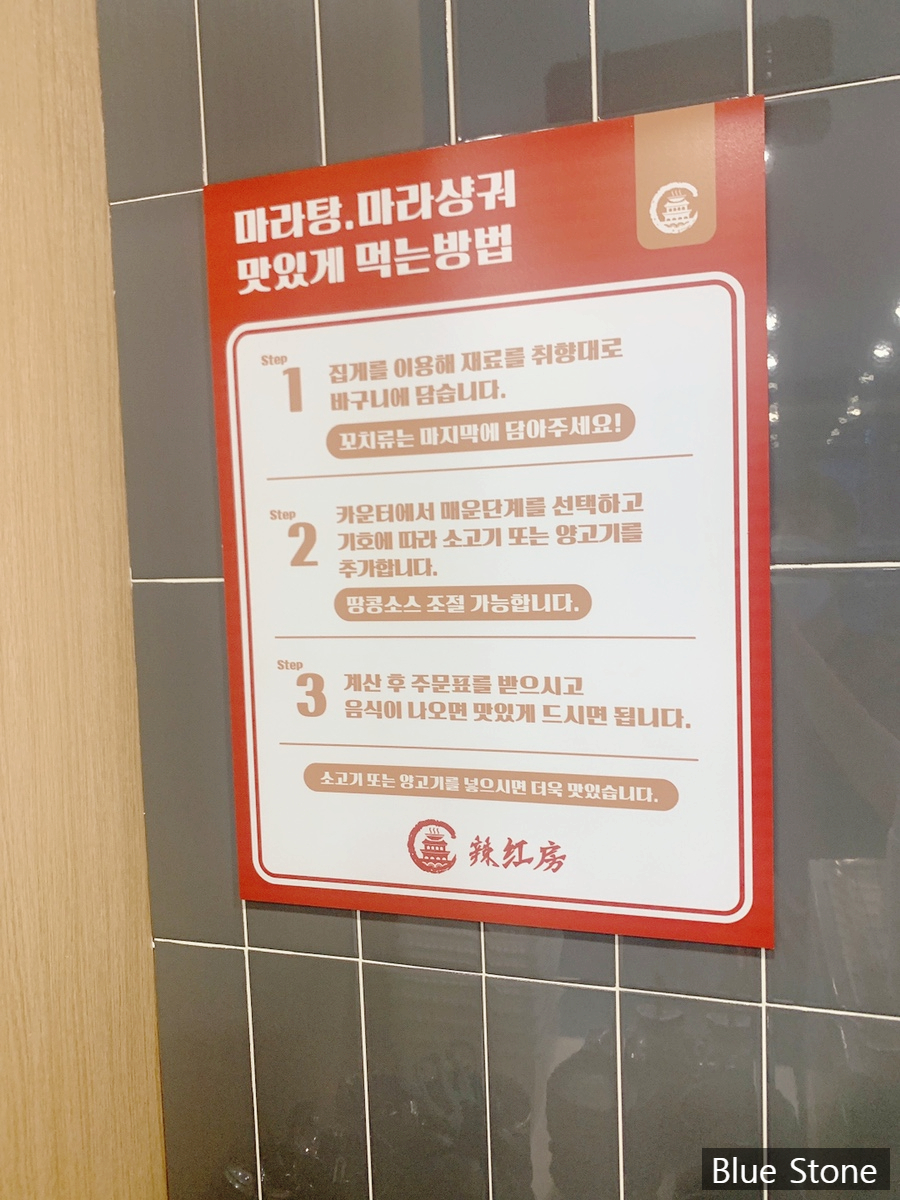 마라탕.마라샹궈
맛있게 먹는방법
Step
1
집게를 이용해 재료를 취향대로
바구니에 담습니다.
꼬치류는 마지막에 담아주세요!
Step
2
카운터에서 매운단계를 선택하고
기호에 따라 소고기 또는 양고기를
추가합니다.
땅콩소스 조절 가능합니다.
Step
3
계산 후 주문표를 받으시고
음식이 나오면 맛있게 드시면 됩니다.
소고기 또는 양고기를 넣으시면 더욱 맛있습니다.
辣红房
Blue Stone